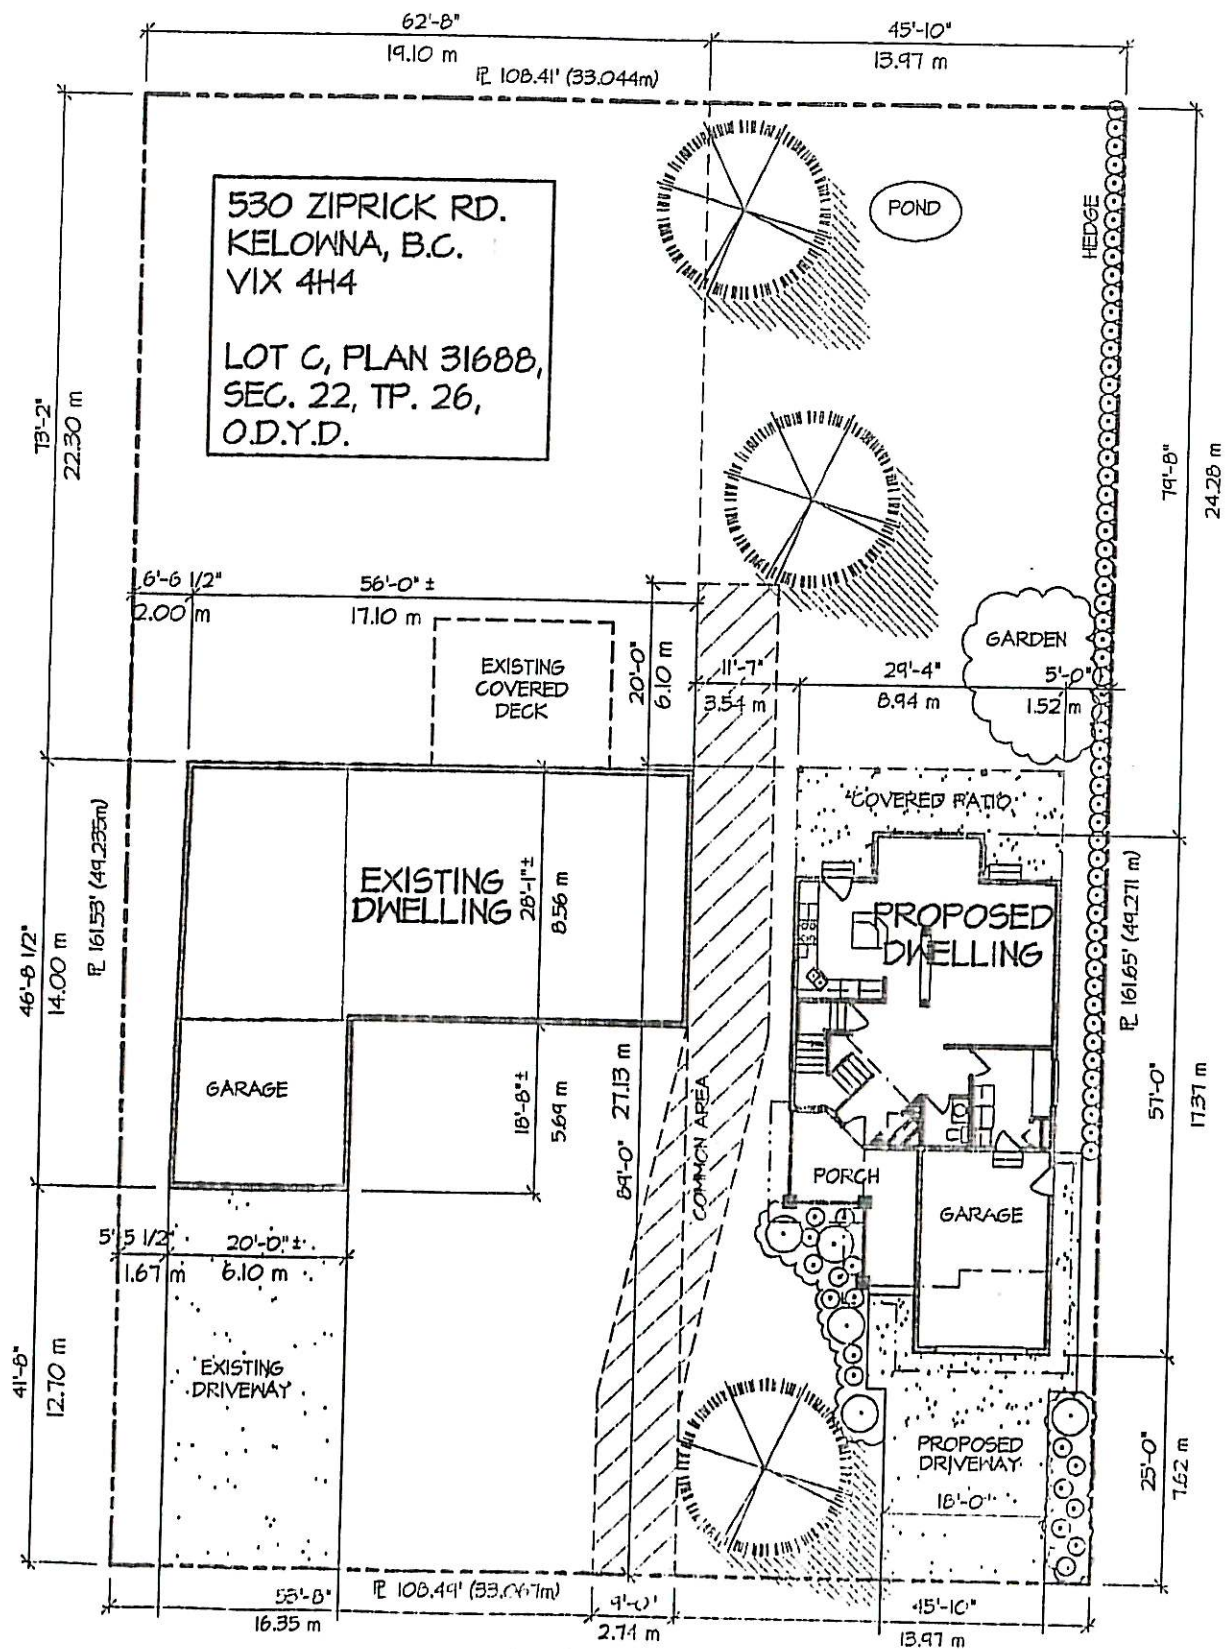 62'-8"
19.10 m
45'-10"
13.97 m
PL 108.41' (33.044m)
530 ZIPRICK RD.
KELOWNA, B.C.
V1X 4H4
LOT C, PLAN 31688,
SEC. 22, TP. 26,
O.D.Y.D.
POND
HEDGE
73'-2"
22.30 m
79'-8"
24.28 m
6'-6 1/2"
2.00 m
56'-0" ±
17.10 m
EXISTING
COVERED
DECK
20'-0"
6.10 m
GARDEN
11'-7"
3.54 m
29'-4"
8.94 m
5'-0"
1.52 m
COVERED PATIO
PL 161.53' (49.235m)
EXISTING
DWELLING
28'-1" ±
8.56 m
PROPOSED
DWELLING
PL 161.65' (49.271 m)
46'-8 1/2"
14.00 m
GARAGE
18'-8" ±
5.69 m
89'-0" 27.13 m
COMMON AREA
57'-0"
17.37 m
PORCH
GARAGE
5'-5 1/2"
1.67 m
20'-0" ±
6.10 m
41'-8"
12.70 m
EXISTING
DRIVEWAY
PROPOSED
DRIVEWAY
18'-0"
25'-0"
7.62 m
PL 108.49' (33.067m)
53'-8"
16.35 m
9'-0"
2.74 m
45'-10"
13.97 m